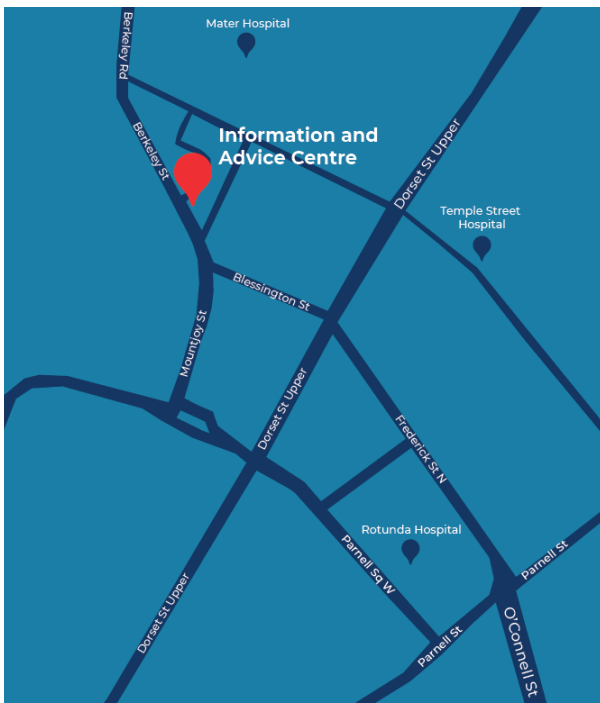 Berkeley Rd
Mater Hospital
Information and
Advice Centre
Berkeley St
Dorset St Upper
Temple Street
Hospital
Blessington St
Mountjoy St
Dorset St Upper
Frederick St N
Rotunda Hospital
Parnell Sq W
Parnell St
Dorset St Upper
Parnell St
O'Connell St